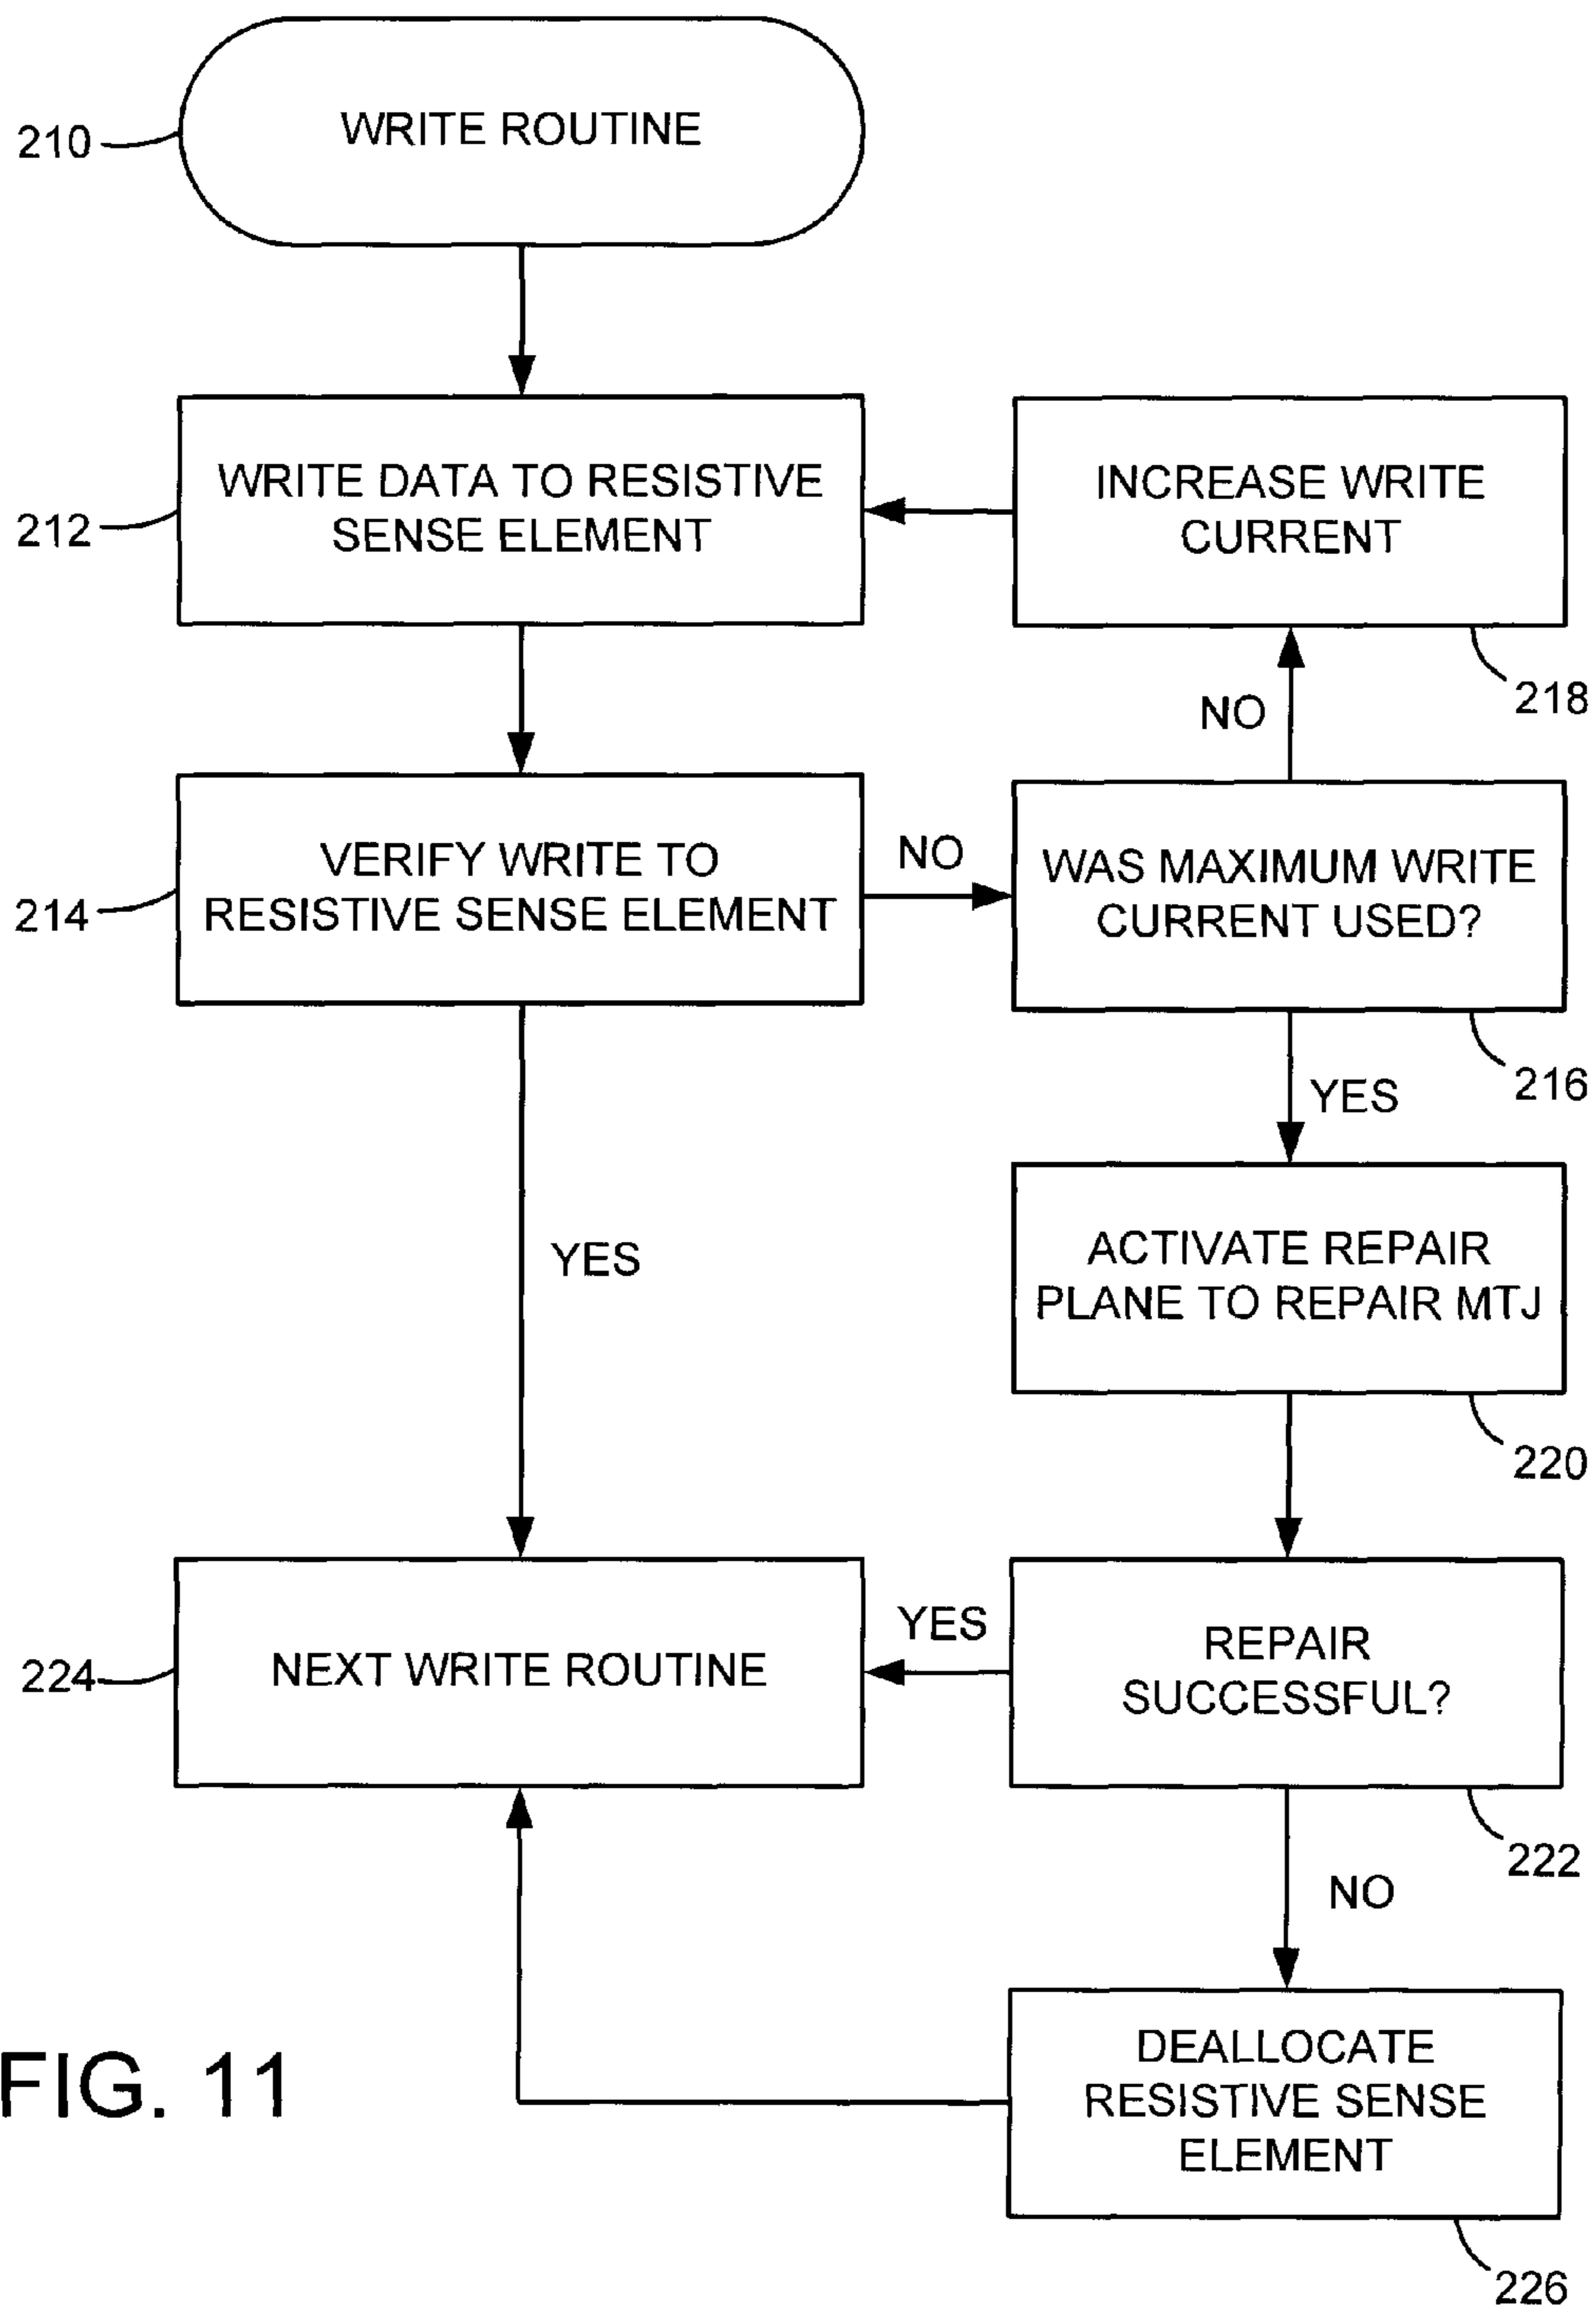 WRITE ROUTINE
210
WRITE DATA TO RESISTIVE
SENSE ELEMENT
212
INCREASE WRITE
CURRENT
218
NO
VERIFY WRITE TO
RESISTIVE SENSE ELEMENT
214
NO
WAS MAXIMUM WRITE
CURRENT USED?
216
YES
YES
ACTIVATE REPAIR
PLANE TO REPAIR MTJ
220
NEXT WRITE ROUTINE
224
YES
REPAIR
SUCCESSFUL?
222
NO
DEALLOCATE
RESISTIVE SENSE
ELEMENT
226
FIG. 11